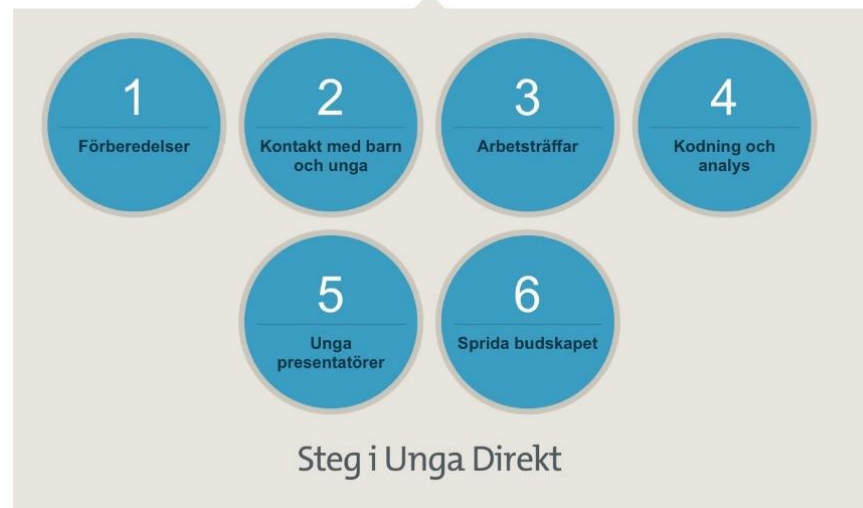 1
Förberedelser
2
Kontakt med barn
och unga
3
Arbetsträffar
4
Kodning och
analys
5
Unga
presentatörer
6
Sprida budskapet
Steg i Unga Direkt